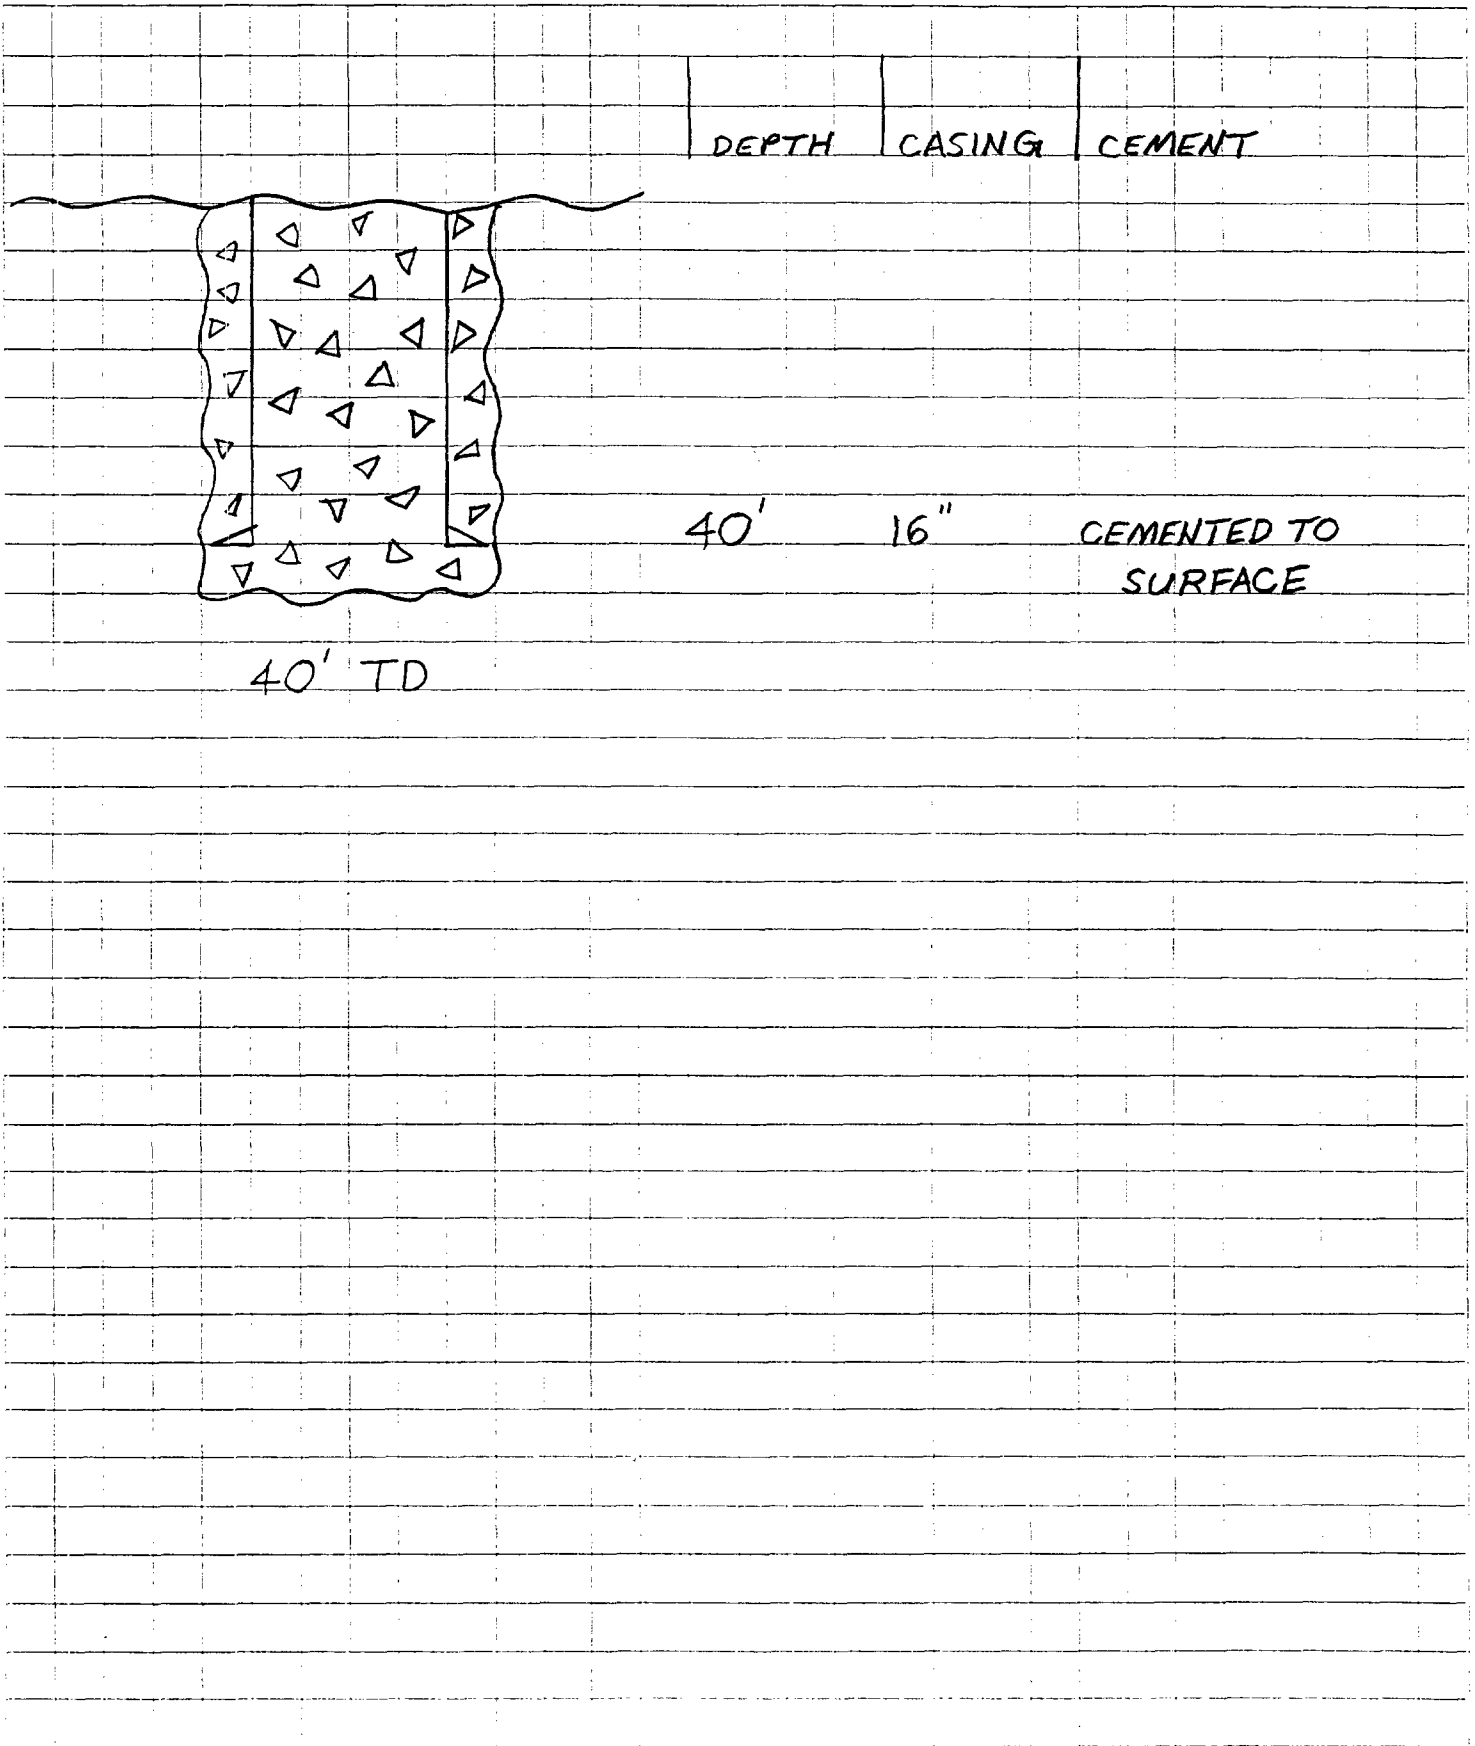 DEPTH CASING CEMENT
40' 16" CEMENTED TO
SURFACE
40' TD